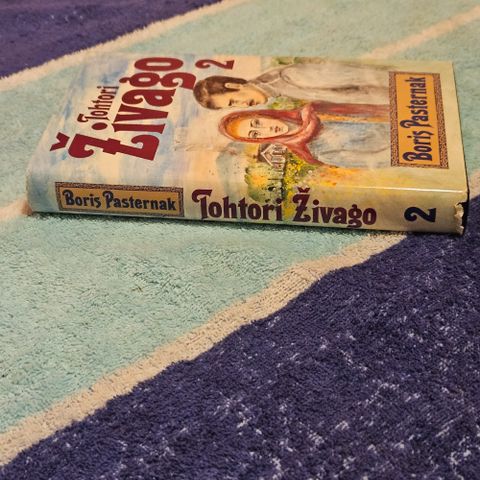 Tohtori
Živago
2
Boris Pasternak
Boris Pasternak
Tohtori Živago
2